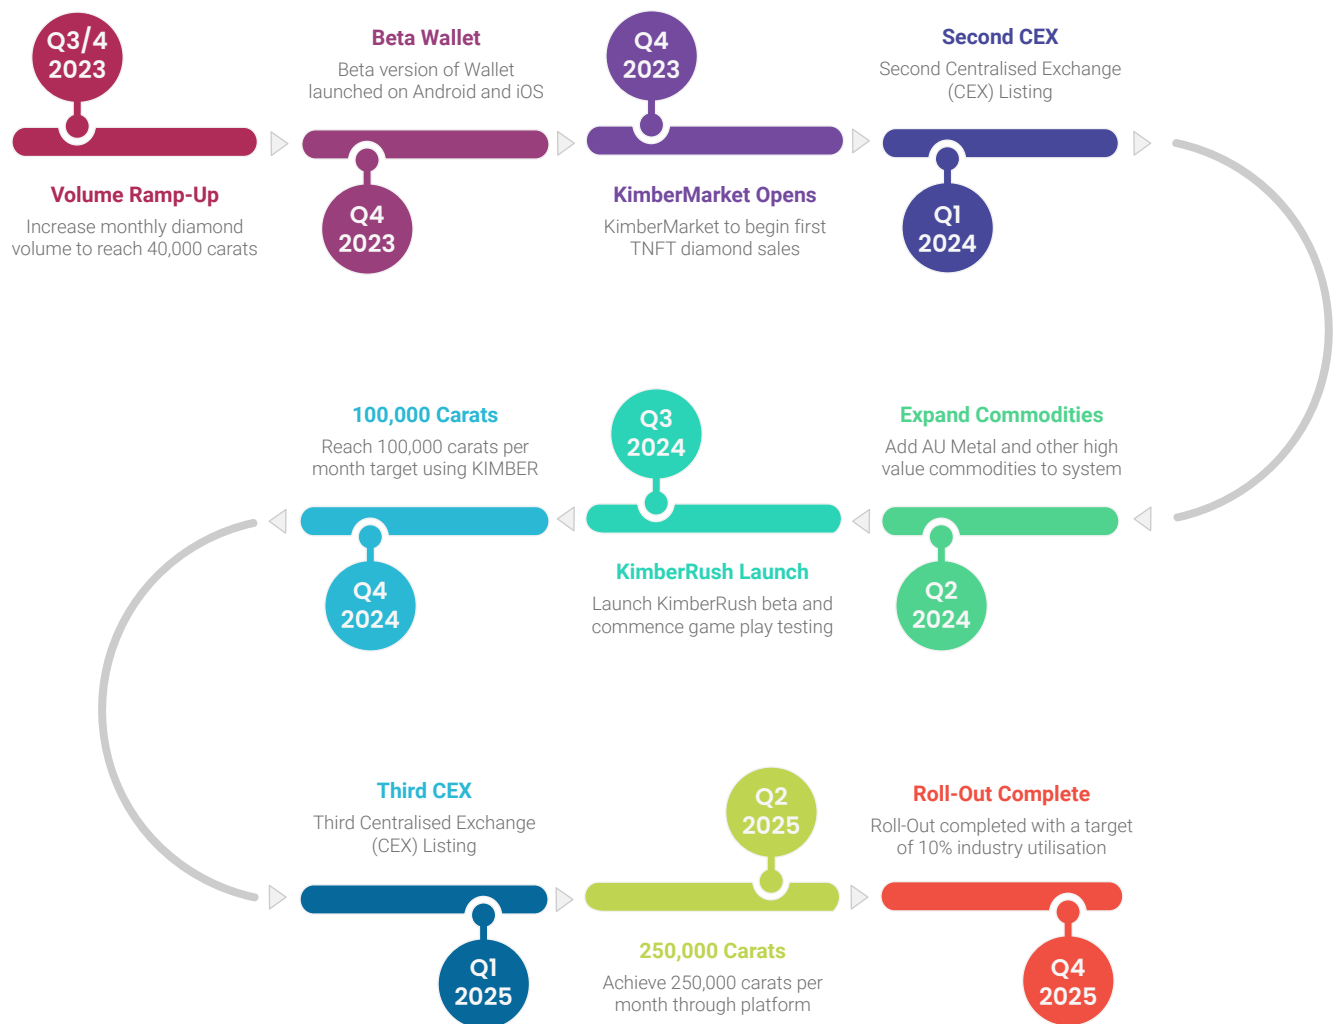 Q3/4
2023
Volume Ramp-Up
Increase monthly diamond
volume to reach 40,000 carats
Beta Wallet
Beta version of Wallet
launched on Android and iOS
Q4
2023
Q4
2023
KimberMarket Opens
KimberMarket to begin first
TNFT diamond sales
Second CEX
Second Centralised Exchange
(CEX) Listing
Q1
2024
Expand Commodities
Add AU Metal and other high
value commodities to system
Q2
2024
Q3
2024
KimberRush Launch
Launch KimberRush beta and
commence game play testing
100,000 Carats
Reach 100,000 carats per
month target using KIMBER
Q4
2024
Third CEX
Third Centralised Exchange
(CEX) Listing
Q1
2025
Q2
2025
250,000 Carats
Achieve 250,000 carats per
month through platform
Roll-Out Complete
Roll-Out completed with a target
of 10% industry utilisation
Q4
2025